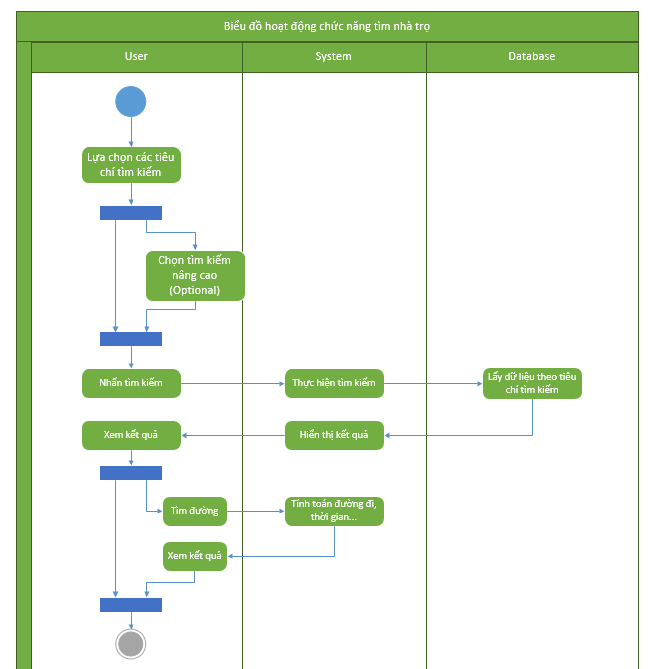 Biểu đồ hoạt động chức năng tìm nhà trọ
User
System
Database
Lựa chọn các tiêu
chí tìm kiếm
Chọn tìm kiếm
nâng cao
(Optional)
Nhấn tìm kiếm
Thực hiện tìm kiếm
Lấy dữ liệu theo tiêu
chí tìm kiếm
Xem kết quả
Hiển thị kết quả
Tìm đường
Tính toán đường đi,
thời gian...
Xem kết quả